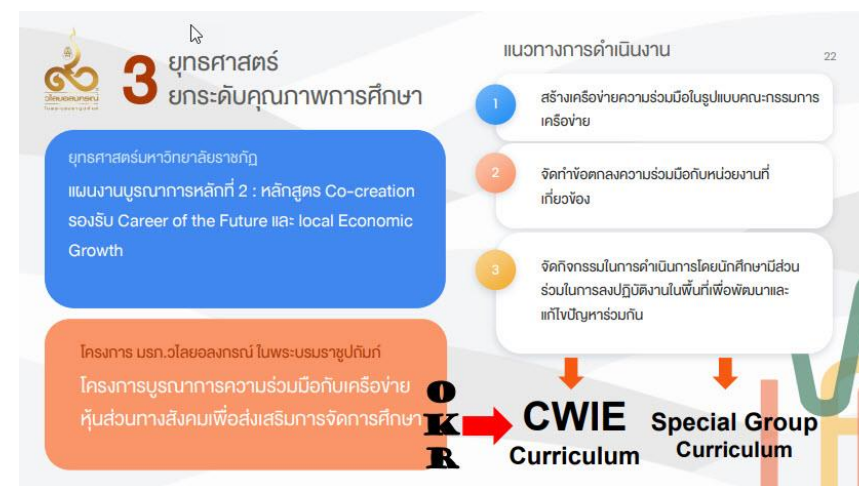 วไลยอลงกรณ์
3
ยุทธศาสตร์
ยกระดับคุณภาพการศึกษา
ยุทธศาสตร์มหาวิทยาลัยราชภัฏ
แผนงานบูรณาการหลักที่ 2 : หลักสูตร Co-creation
รองรับ Career of the Future และ local Economic
Growth
โครงการ มรภ.วไลยอลงกรณ์ ในพระบรมราชูปถัมภ์
โครงการบูรณาการความร่วมมือกับเครือข่าย
หุ้นส่วนทางสังคมเพื่อส่งเสริมการจัดการศึกษา
แนวทางการดำเนินงาน
22
1
สร้างเครือข่ายความร่วมมือในรูปแบบคณะกรรมการ
เครือข่าย
2
จัดทำข้อตกลงความร่วมมือกับหน่วยงานที่
เกี่ยวข้อง
3
จัดกิจกรรมในการดำเนินการโดยนักศึกษามีส่วน
ร่วมในการลงปฏิบัติงานในพื้นที่เพื่อพัฒนาและ
แก้ไขปัญหาร่วมกัน
O
K
R
CWIE
Curriculum
Special Group
Curriculum